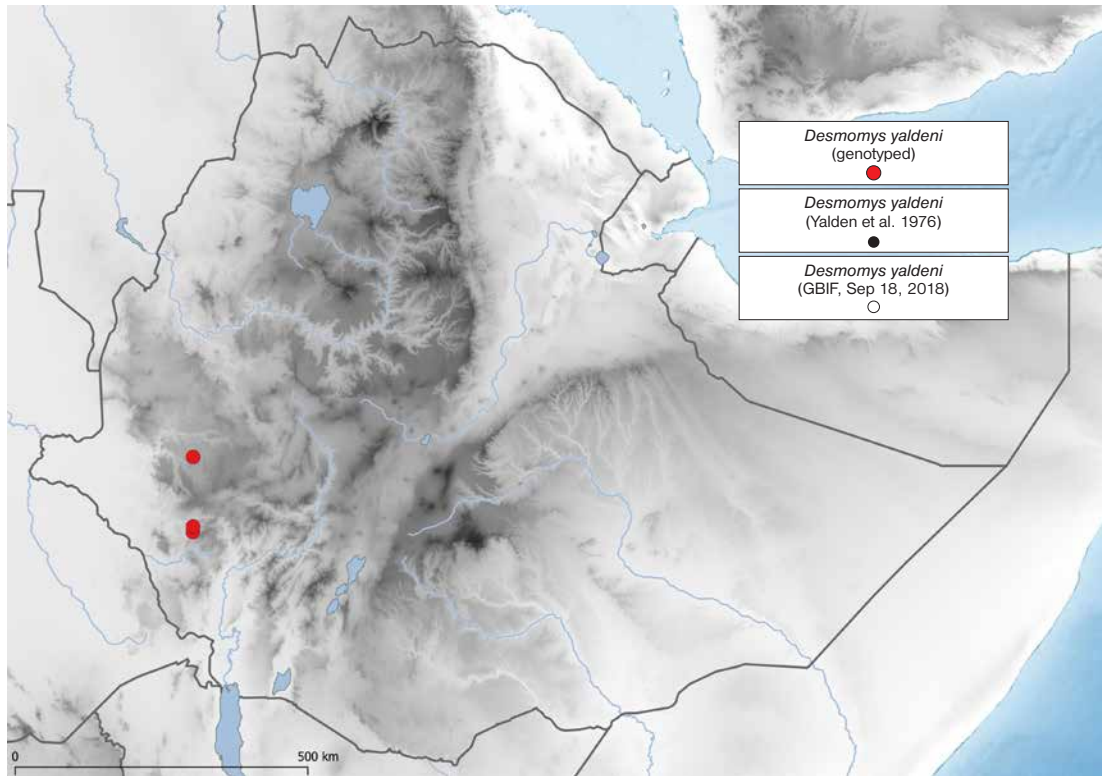 Desmomys yaldeni
(genotyped)
Desmomys yaldeni
(Yalden et al. 1976)
Desmomys yaldeni
(GBIF, Sep 18, 2018)
0
500 km